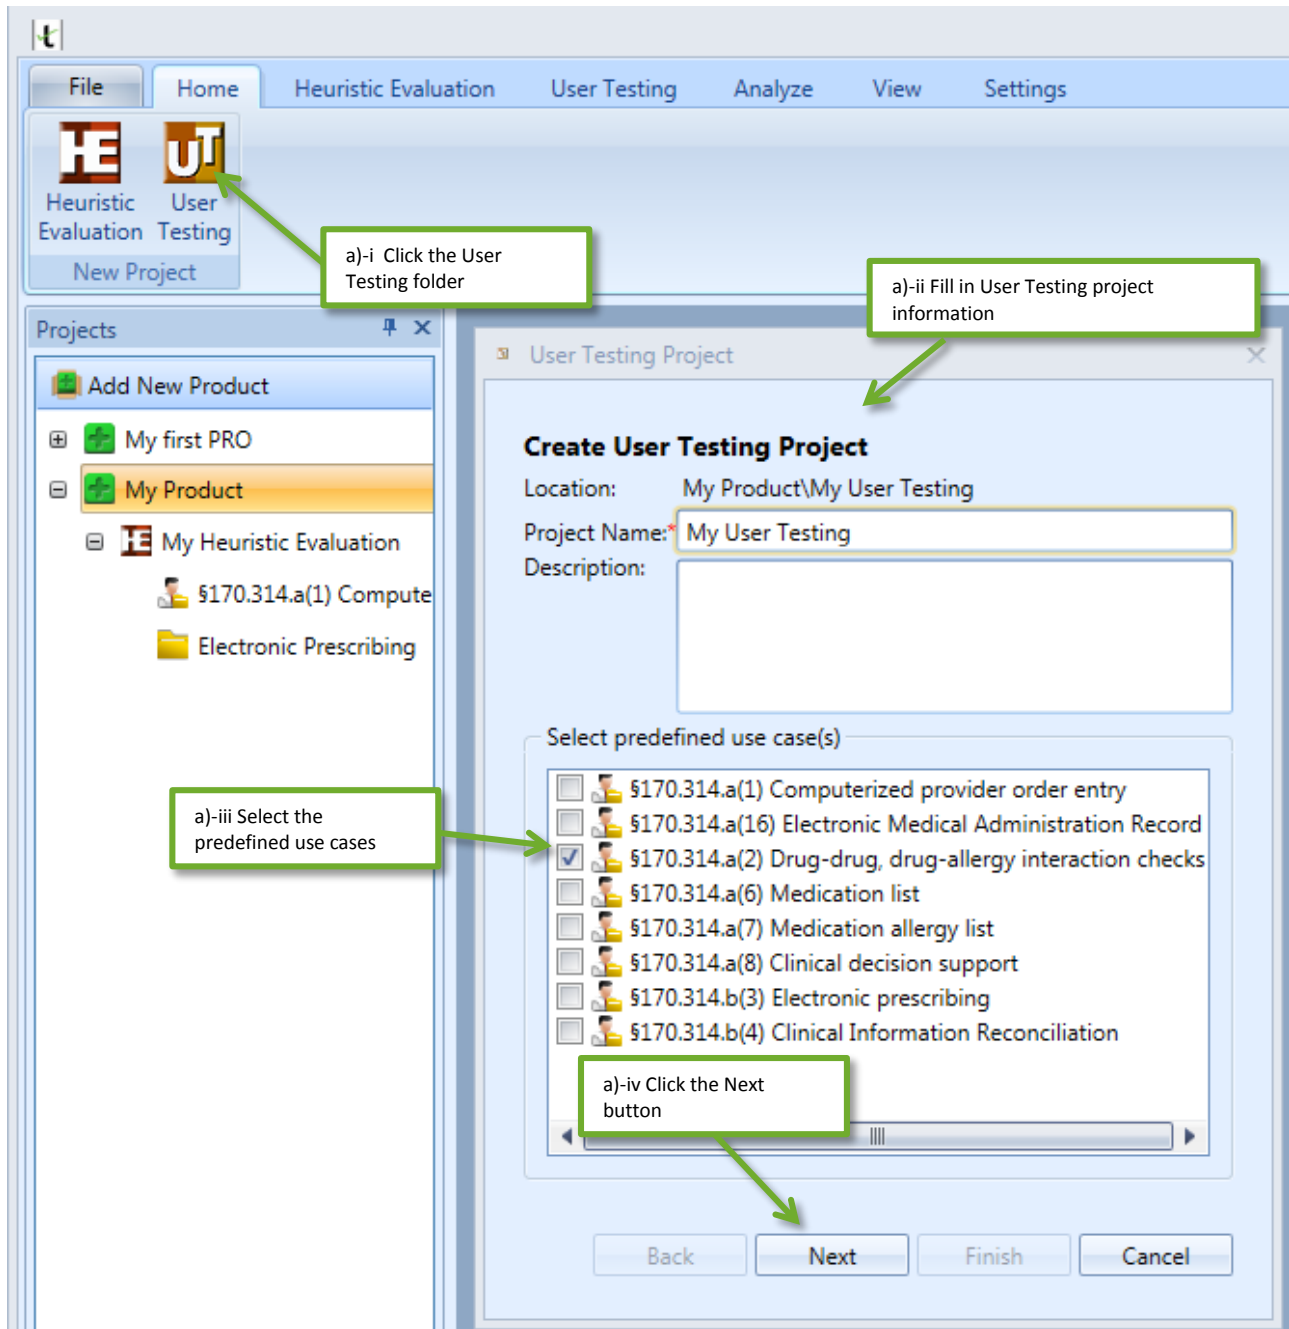 t
File Home Heuristic Evaluation User Testing Analyze View Settings
HE UT
Heuristic User
Evaluation Testing
New Project
a)-i Click the User
Testing folder
a)-ii Fill in User Testing project
information
Projects
Add New Product
My first PRO
My Product
My Heuristic Evaluation
§170.314.a(1) Compute
Electronic Prescribing
User Testing Project
Create User Testing Project
Location: My Product\My User Testing
Project Name:* My User Testing
Description:
Select predefined use case(s)
§170.314.a(1) Computerized provider order entry
§170.314.a(16) Electronic Medical Administration Record
§170.314.a(2) Drug-drug, drug-allergy interaction checks
§170.314.a(6) Medication list
§170.314.a(7) Medication allergy list
§170.314.a(8) Clinical decision support
§170.314.b(3) Electronic prescribing
§170.314.b(4) Clinical Information Reconciliation
a)-iii Select the
predefined use cases
a)-iv Click the Next
button
Back Next Finish Cancel